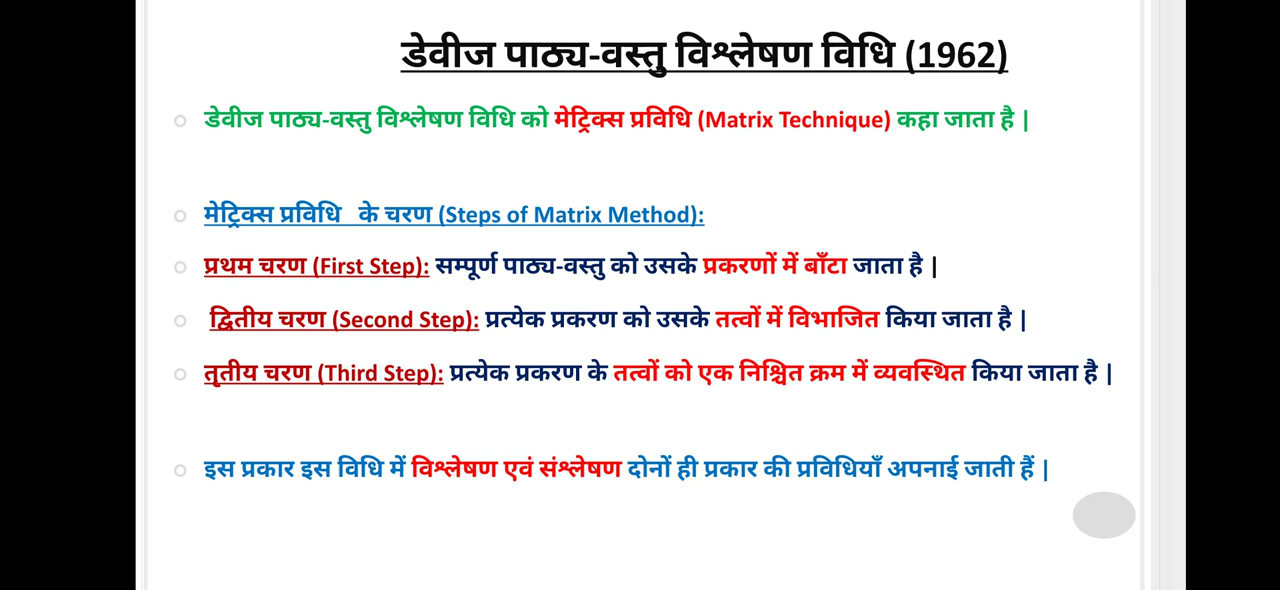 डेवीज पाठ्य-वस्तु विश्लेषण विधि (1962)
डेवीज पाठ्य-वस्तु विश्लेषण विधि को मेट्रिक्स प्रविधि (Matrix Technique) कहा जाता है |
मेट्रिक्स प्रविधि के चरण (Steps of Matrix Method):
प्रथम चरण (First Step): सम्पूर्ण पाठ्य-वस्तु को उसके प्रकरणों में बाँटा जाता है |
द्वितीय चरण (Second Step): प्रत्येक प्रकरण को उसके तत्वों में विभाजित किया जाता है |
तृतीय चरण (Third Step): प्रत्येक प्रकरण के तत्वों को एक निश्चित क्रम में व्यवस्थित किया जाता है |
इस प्रकार इस विधि में विश्लेषण एवं संश्लेषण दोनों ही प्रकार की प्रविधियाँ अपनाई जाती हैं |